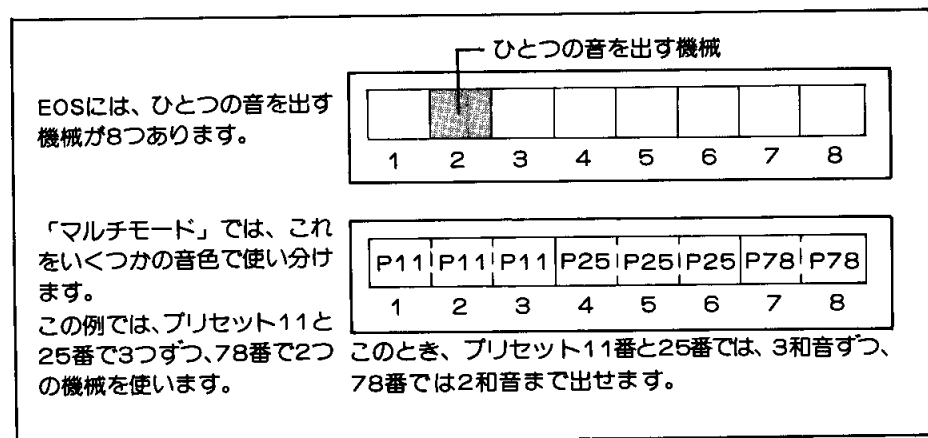 ひとつの音を出す機械
EOSには、ひとつの音を出す
機械が8つあります。
1 2 3 4 5 6 7 8
「マルチモード」では、これ
をいくつかの音色で使い分け
ます。
この例では、プリセット11と
25番で3つずつ、78番で2つ
の機械を使います。
P11 P11 P11 P25 P25 P25 P78 P78
1 2 3 4 5 6 7 8
このとき、プリセット11番と25番では、3和音ずつ、
78番では2和音まで出せます。